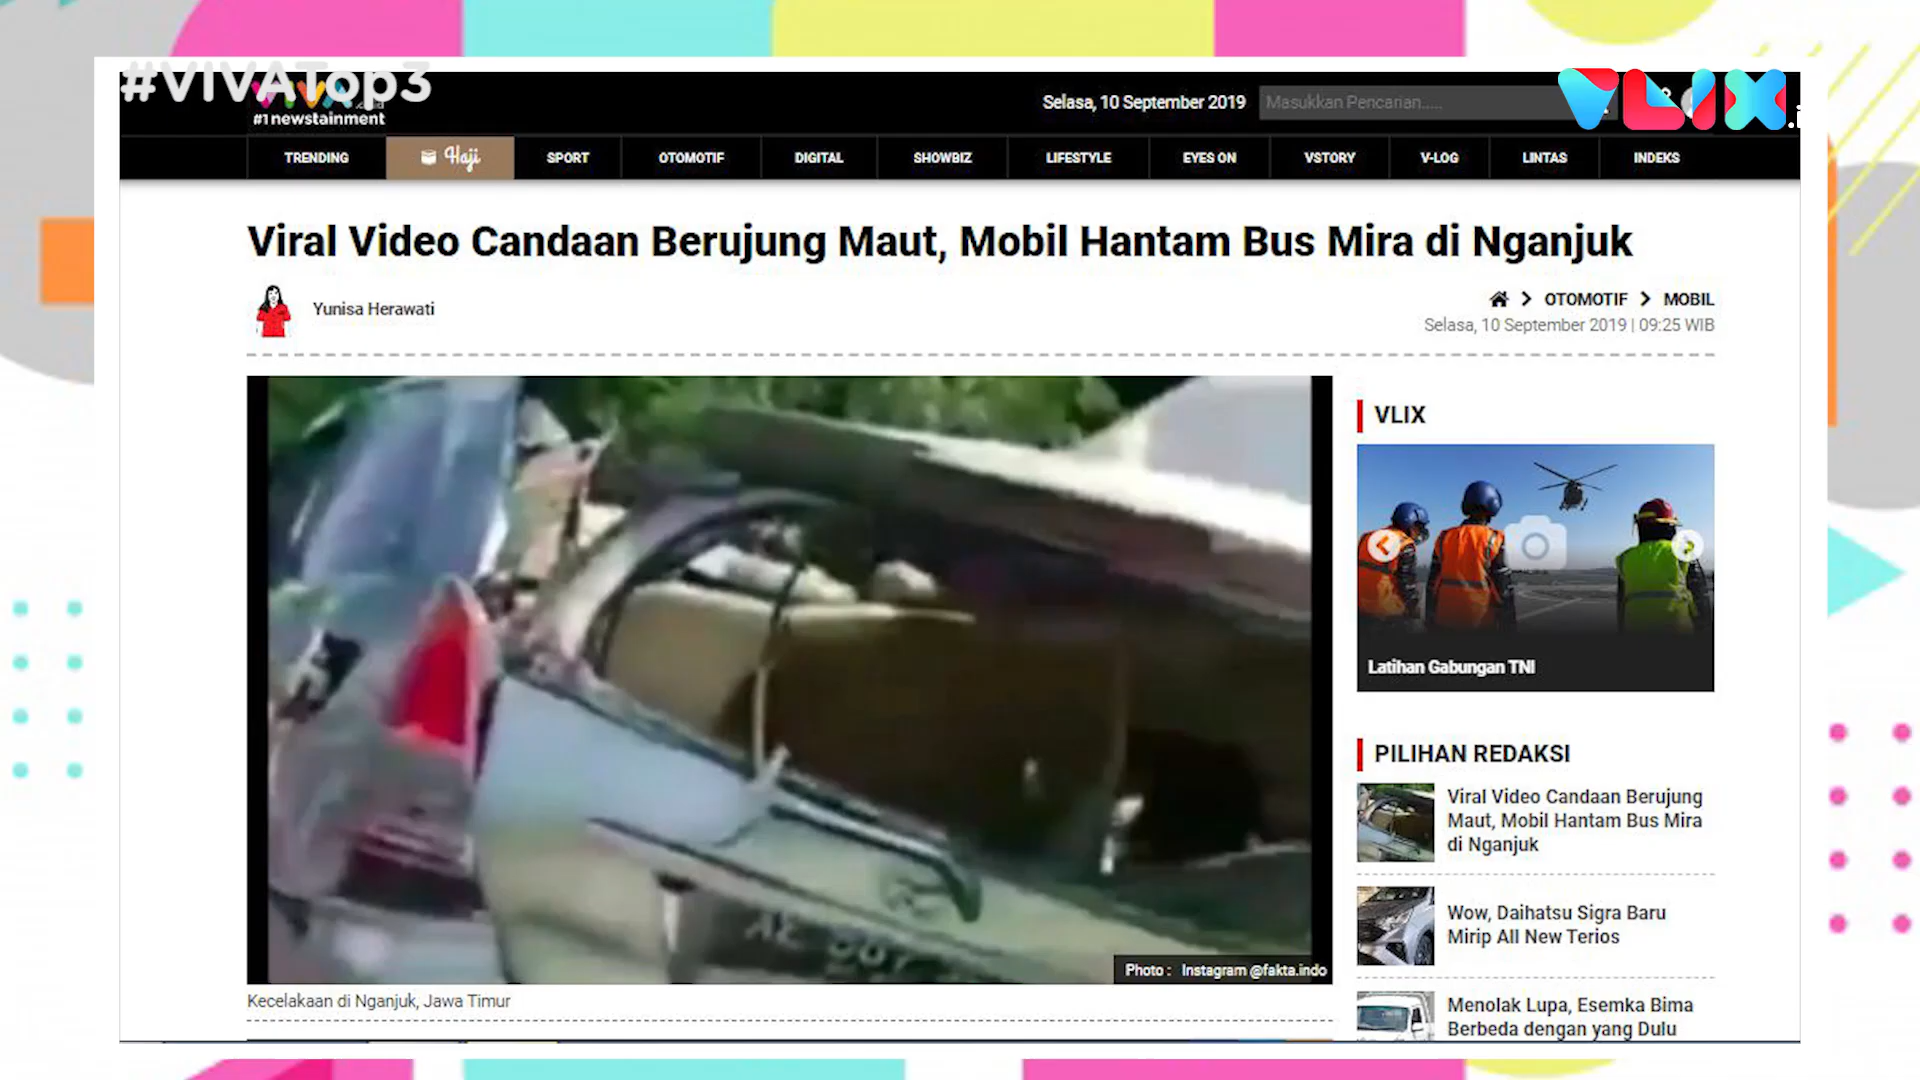 #VIVATop3
#1 newstainment
Selasa, 10 September 2019
Masukkan Pencarian.....
VLIX
TRENDING
Haji
SPORT
OTOMOTIF
DIGITAL
SHOWBIZ
LIFESTYLE
EYES ON
VSTORY
V-LOG
LINTAS
INDEKS
Viral Video Candaan Berujung Maut, Mobil Hantam Bus Mira di Nganjuk
Yunisa Herawati
OTOMOTIF
MOBIL
Selasa, 10 September 2019 | 09:25 WIB
Photo : Instagram @fakta.indo
Kecelakaan di Nganjuk, Jawa Timur
VLIX
Latihan Gabungan TNI
PILIHAN REDAKSI
Viral Video Candaan Berujung
Maut, Mobil Hantam Bus Mira
di Nganjuk
Wow, Daihatsu Sigra Baru
Mirip All New Terios
Menolak Lupa, Esemka Bima
Berbeda dengan yang Dulu